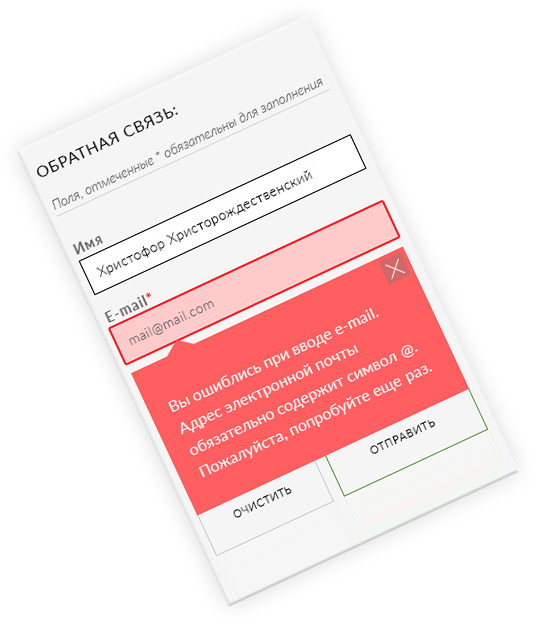 ОБРАТНАЯ СВЯЗЬ:
Поля, отмеченные * обязательны для заполнения
Имя
Христофор Христорождественский
E-mail*
mail@mail.com
Вы ошиблись при вводе e-mail.
Адрес электронной почты
обязательно содержит символ @.
Пожалуйста, попробуйте еще раз.
ОЧИСТИТЬ
ОТПРАВИТЬ